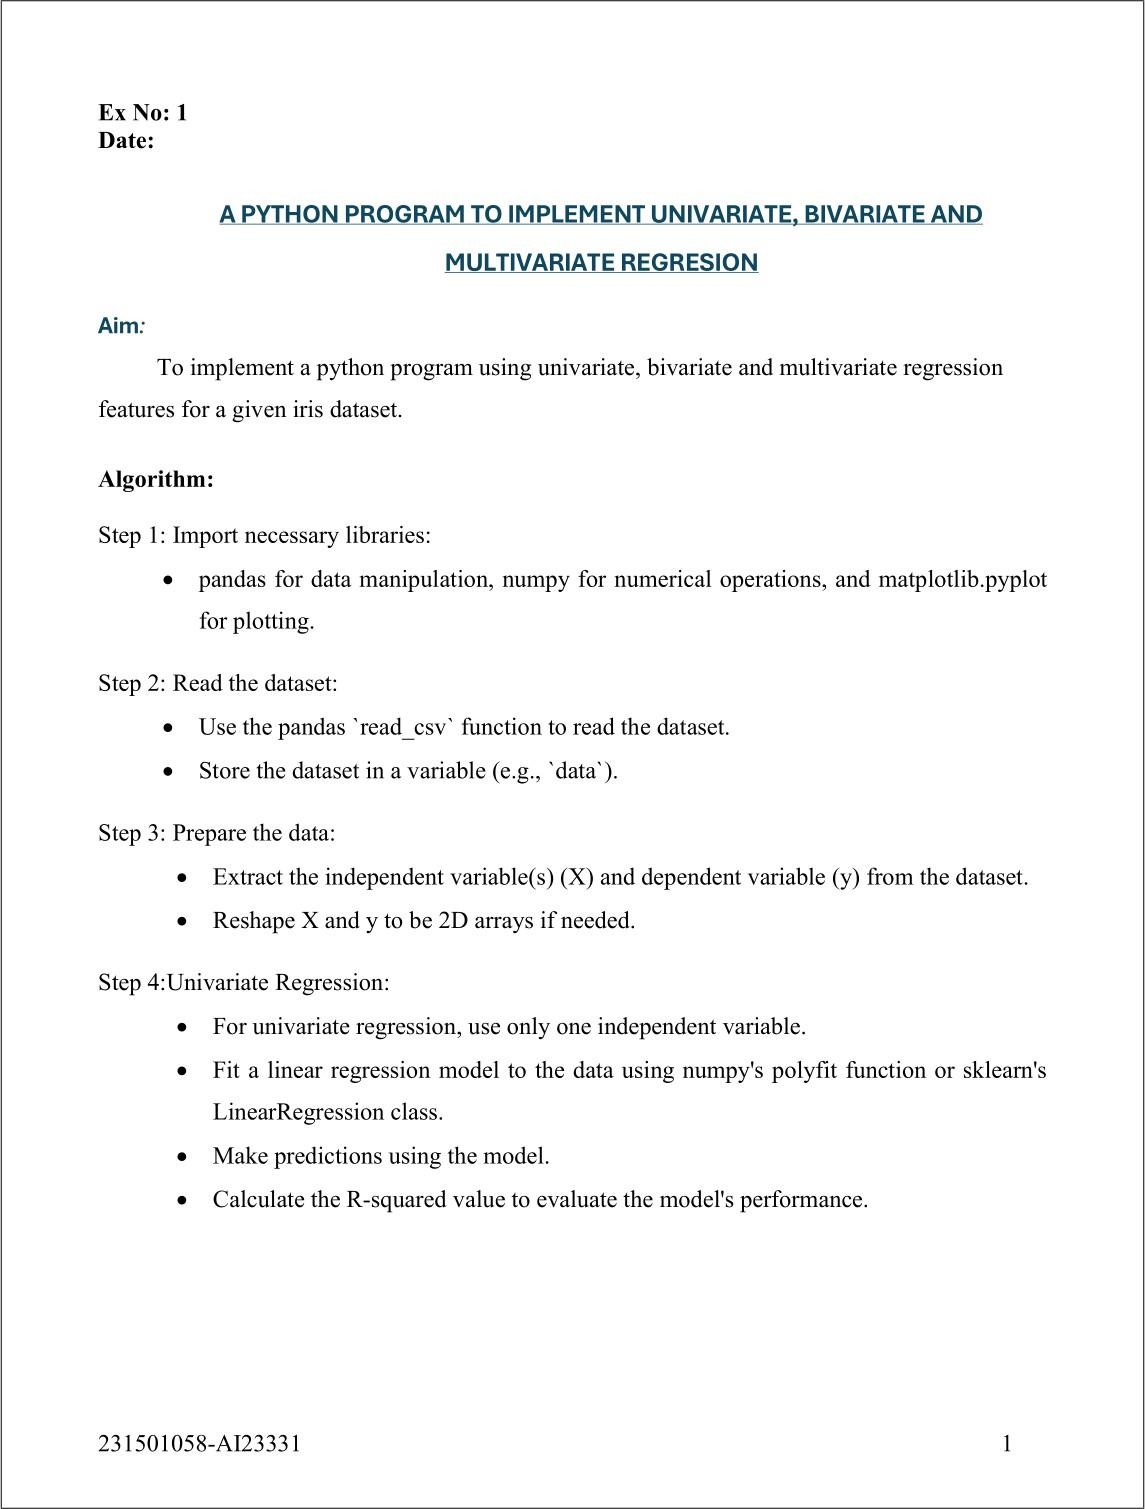 Ex No: 1
Date:
A PYTHON PROGRAM TO IMPLEMENT UNIVARIATE, BIVARIATE AND
MULTIVARIATE REGRESION
Aim:
To implement a python program using univariate, bivariate and multivariate regression
features for a given iris dataset.
Algorithm:
Step 1: Import necessary libraries:
• pandas for data manipulation, numpy for numerical operations, and matplotlib.pyplot
for plotting.
Step 2: Read the dataset:
• Use the pandas `read_csv` function to read the dataset.
• Store the dataset in a variable (e.g., `data`).
Step 3: Prepare the data:
• Extract the independent variable(s) (X) and dependent variable (y) from the dataset.
• Reshape X and y to be 2D arrays if needed.
Step 4:Univariate Regression:
• For univariate regression, use only one independent variable.
• Fit a linear regression model to the data using numpy's polyfit function or sklearn's
LinearRegression class.
• Make predictions using the model.
• Calculate the R-squared value to evaluate the model's performance.
231501058-AI23331 1